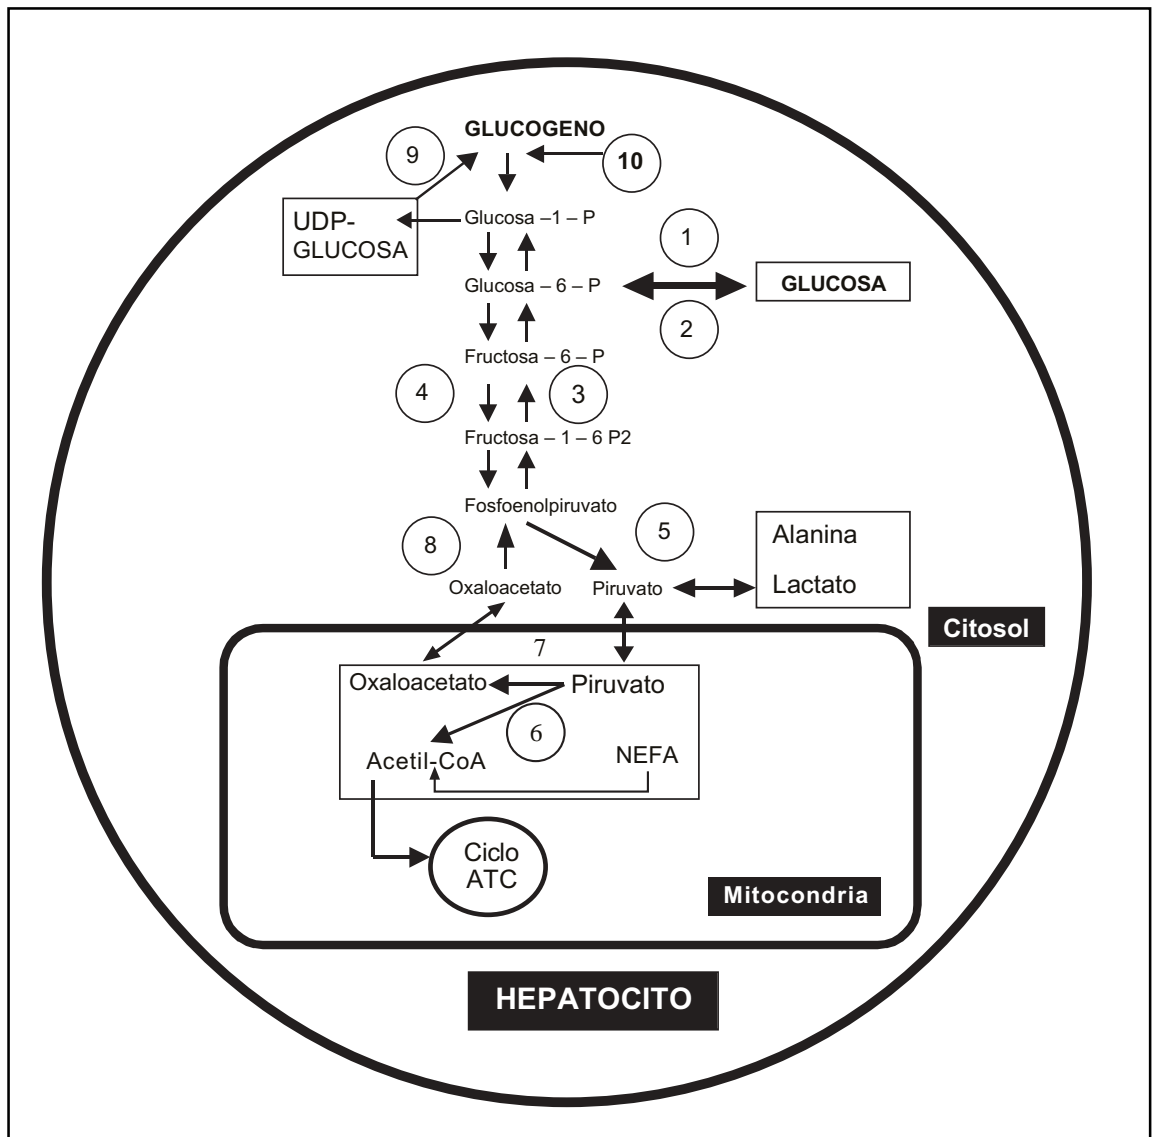 GLUCOGENO
9
10
UDP-
GLUCOSA
Glucosa –1 – P
1
Glucosa – 6 – P
GLUCOSA
2
Fructosa – 6 – P
4
3
Fructosa – 1 – 6 P2
Fosfoenolpiruvato
8
5
Alanina
Oxaloacetato
Piruvato
Lactato
Citosol
7
Oxaloacetato
Piruvato
6
Acetil-CoA
NEFA
Ciclo
ATC
Mitocondria
HEPATOCITO